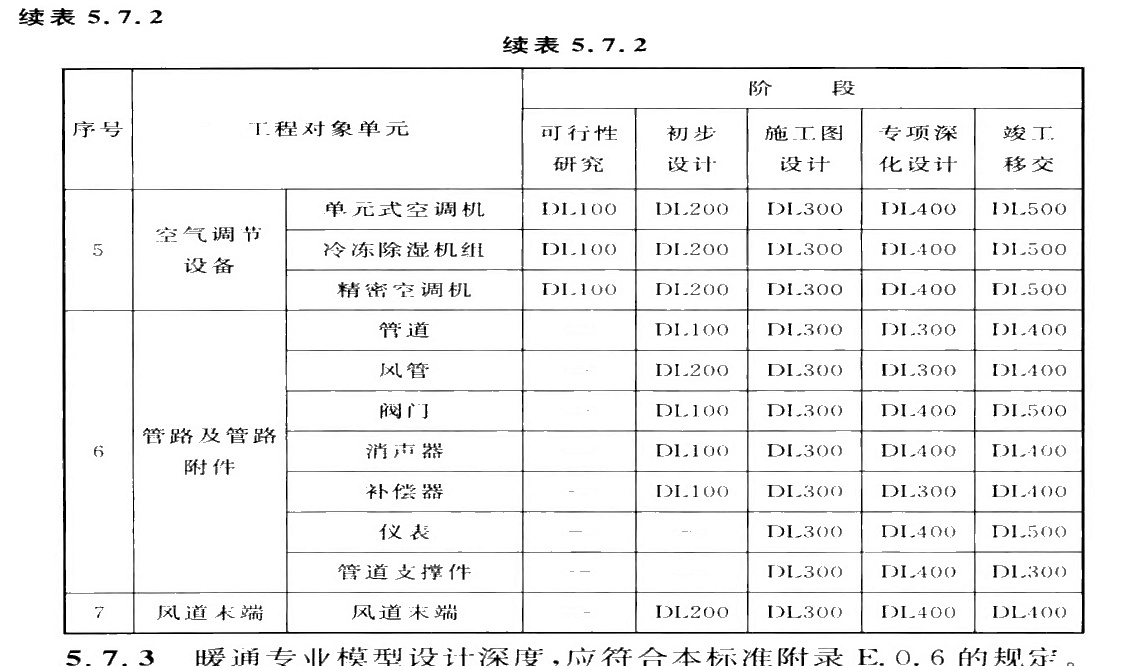 续表 5.7.2
续表 5.7.2
序号 工程对象单元 阶 段
可行性研究 初步设计 施工图设计 专项深化设计 竣工移交
5 空气调节设备 单元式空调机 DL100 DL200 DL300 DL400 DL500
冷冻除湿机组 DL100 DL200 DL300 DL400 DL500
精密空调机 DL100 DL200 DL300 DL400 DL500
6 管路及管路附件 管道 DL100 DL300 DL300 DL400
风管 - DL200 DL300 DL300 DL400
阀门 - DL100 DL300 DL400 DL500
消声器 DL100 DL300 DL400 DL400
补偿器 - DL100 DL300 DL300 DL400
仪表 — - DL300 DL400 DL500
管道支撑件 — DL300 DL400 DL300
7 风道末端 风道末端 - DL200 DL300 DL400 DL400
5.7.3 暖通专业模型设计深度,应符合本标准附录 E.0.6 的规定。